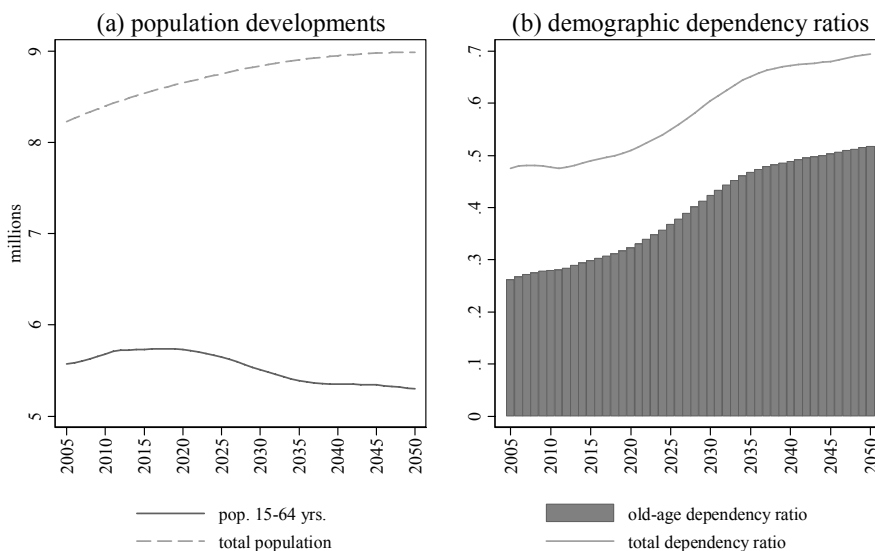 (a) population developments
(b) demographic dependency ratios
millions
9
8
7
6
5
2005 2010 2015 2020 2025 2030 2035 2040 2045 2050
.7
.6
.5
.4
.3
.2
.1
0
2005 2010 2015 2020 2025 2030 2035 2040 2045 2050
pop. 15-64 yrs.
total population
old-age dependency ratio
total dependency ratio